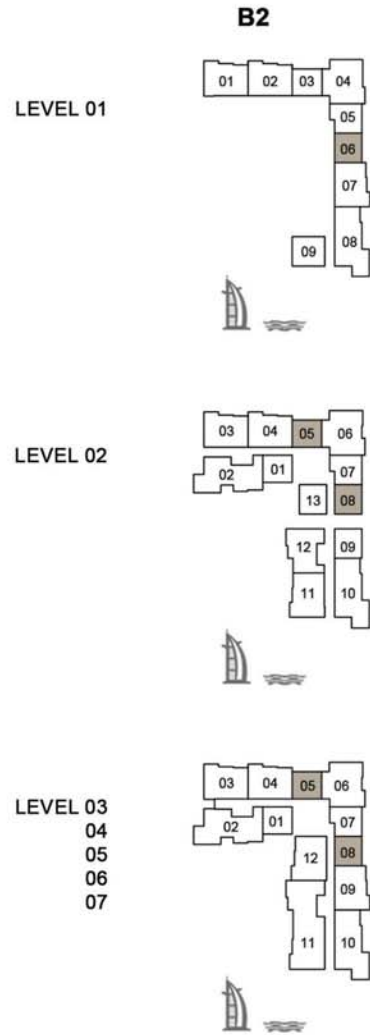 B2
LEVEL 01
01 02 03 04
05
06
07
08
09
LEVEL 02
03 04 05 06
02 01 07
13 08
12 09
11 10
LEVEL 03
04
05
06
07
03 04 05 06
02 01 07
12 08
09
11 10